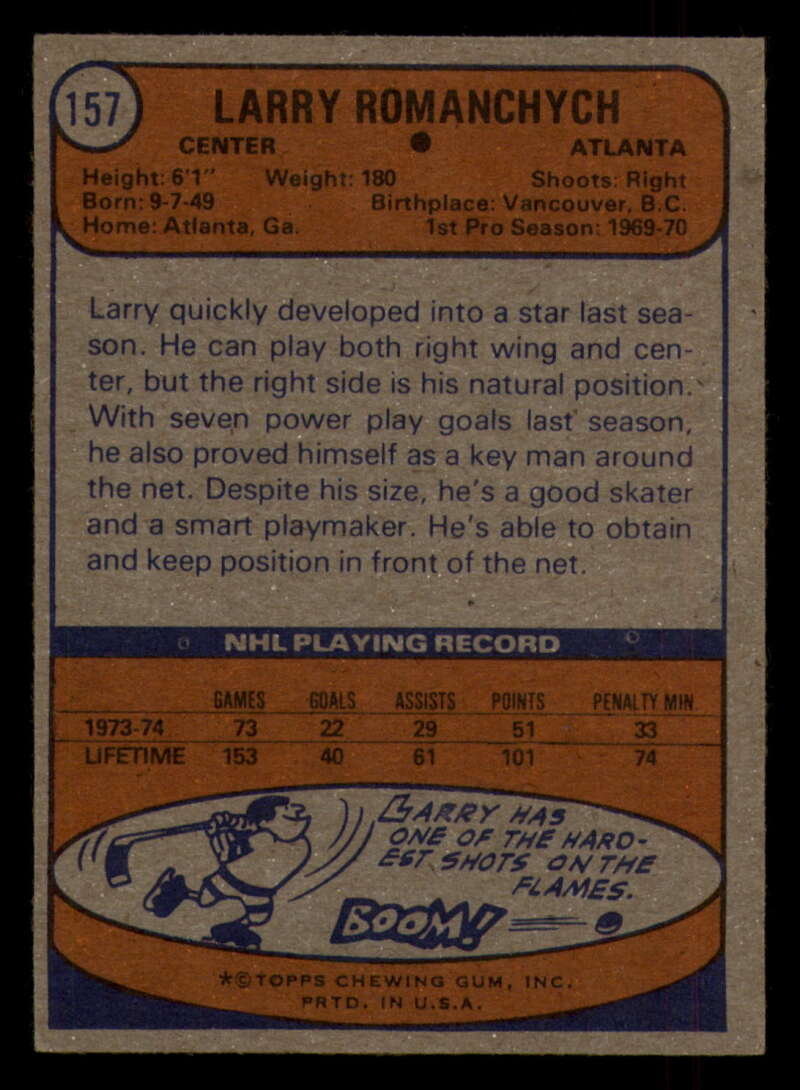 157
LARRY ROMANCHYCH
CENTER ● ATLANTA
Height: 6'1" Weight: 180 Shoots: Right
Born: 9-7-49 Birthplace: Vancouver, B.C.
Home: Atlanta, Ga. 1st Pro Season: 1969-70
Larry quickly developed into a star last sea-
son. He can play both right wing and cen-
ter, but the right side is his natural position.
With seven power play goals last season,
he also proved himself as a key man around
the net. Despite his size, he's a good skater
and a smart playmaker. He's able to obtain
and keep position in front of the net.
NHL PLAYING RECORD
GAMES GOALS ASSISTS POINTS PENALTY MIN.
1973-74 73 22 29 51 33
LIFETIME 153 40 61 101 74
BARRY HAS
ONE OF THE HARD-
EST SHOTS ON THE
FLAMES.
BOOM!
*©TOPPS CHEWING GUM, INC.
PRTD. IN U.S.A.